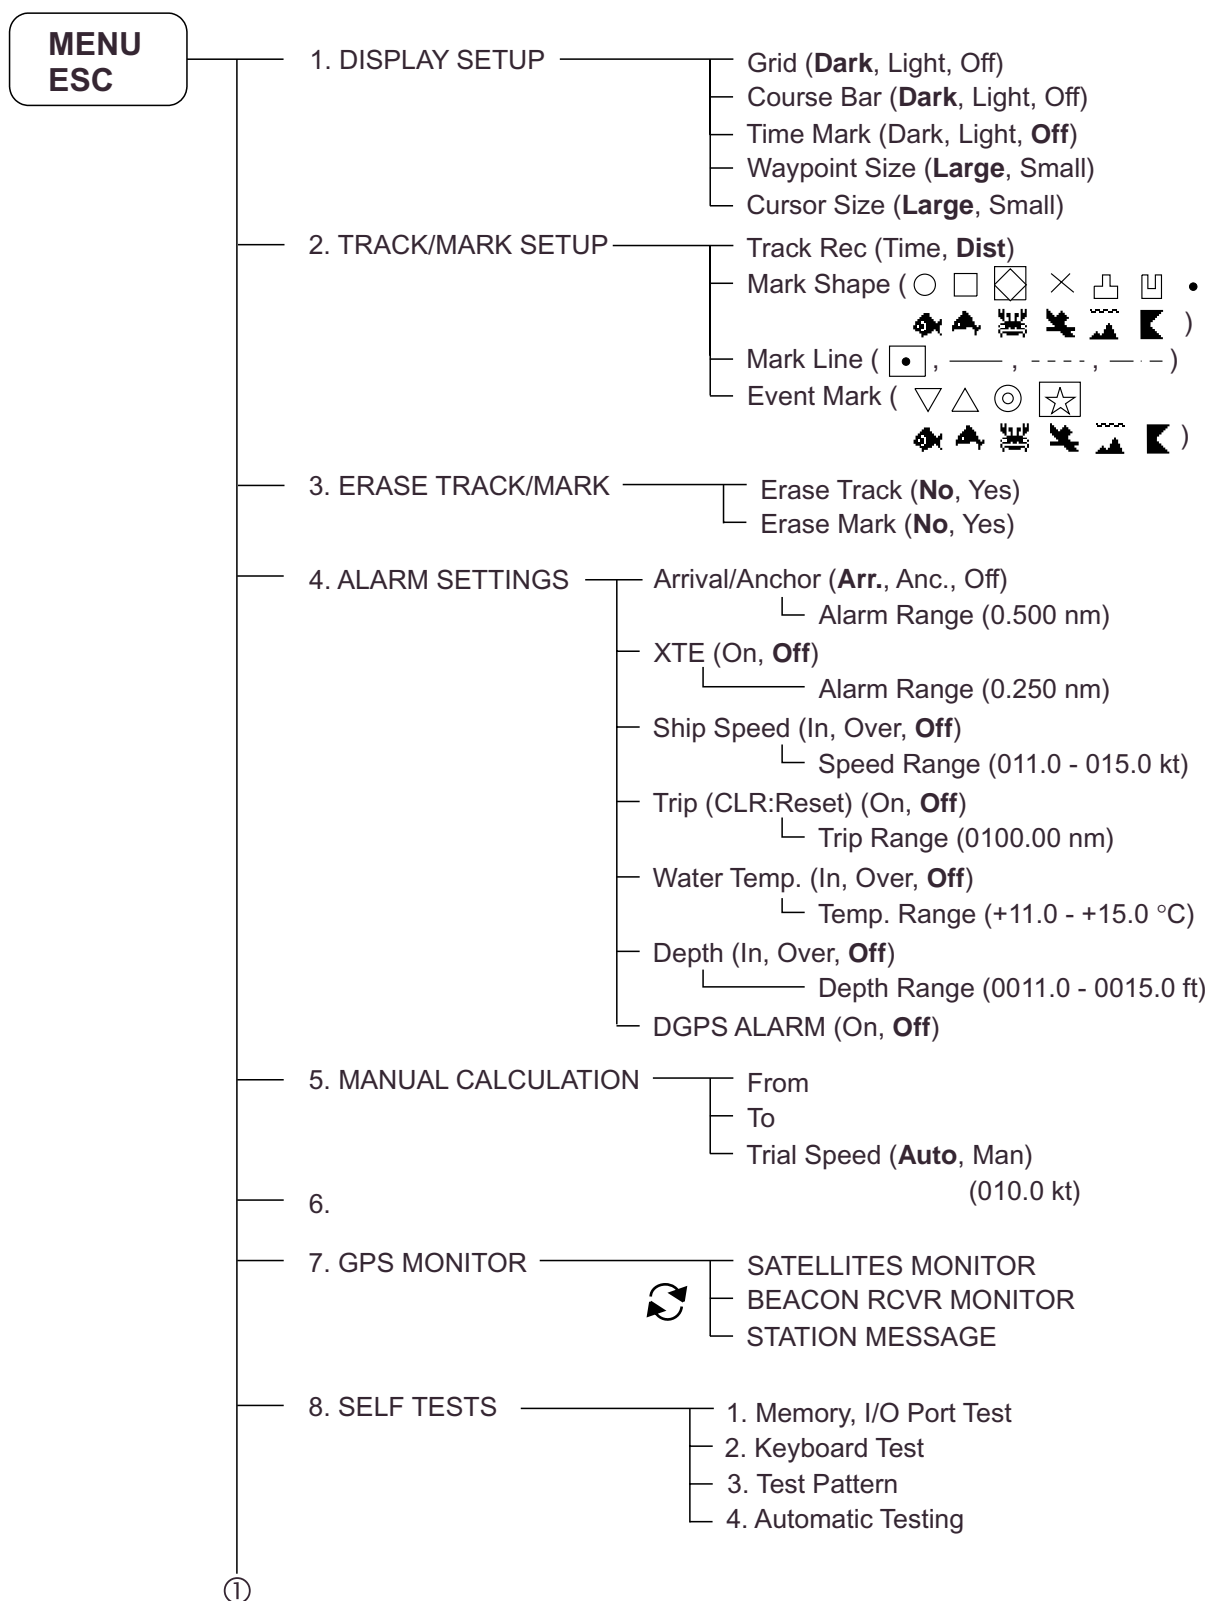 MENU
ESC
1. DISPLAY SETUP
Grid (Dark, Light, Off)
Course Bar (Dark, Light, Off)
Time Mark (Dark, Light, Off)
Waypoint Size (Large, Small)
Cursor Size (Large, Small)
2. TRACK/MARK SETUP
Track Rec (Time, Dist)
Mark Shape (
)
Mark Line ( , , , )
Event Mark (
)
3. ERASE TRACK/MARK
Erase Track (No, Yes)
Erase Mark (No, Yes)
4. ALARM SETTINGS
Arrival/Anchor (Arr., Anc., Off)
Alarm Range (0.500 nm)
XTE (On, Off)
Alarm Range (0.250 nm)
Ship Speed (In, Over, Off)
Speed Range (011.0 - 015.0 kt)
Trip (CLR:Reset) (On, Off)
Trip Range (0100.00 nm)
Water Temp. (In, Over, Off)
Temp. Range (+11.0 - +15.0 °C)
Depth (In, Over, Off)
Depth Range (0011.0 - 0015.0 ft)
DGPS ALARM (On, Off)
5. MANUAL CALCULATION
From
To
Trial Speed (Auto, Man)
(010.0 kt)
6.
7. GPS MONITOR
SATELLITES MONITOR
BEACON RCVR MONITOR
STATION MESSAGE
8. SELF TESTS
1. Memory, I/O Port Test
2. Keyboard Test
3. Test Pattern
4. Automatic Testing
①